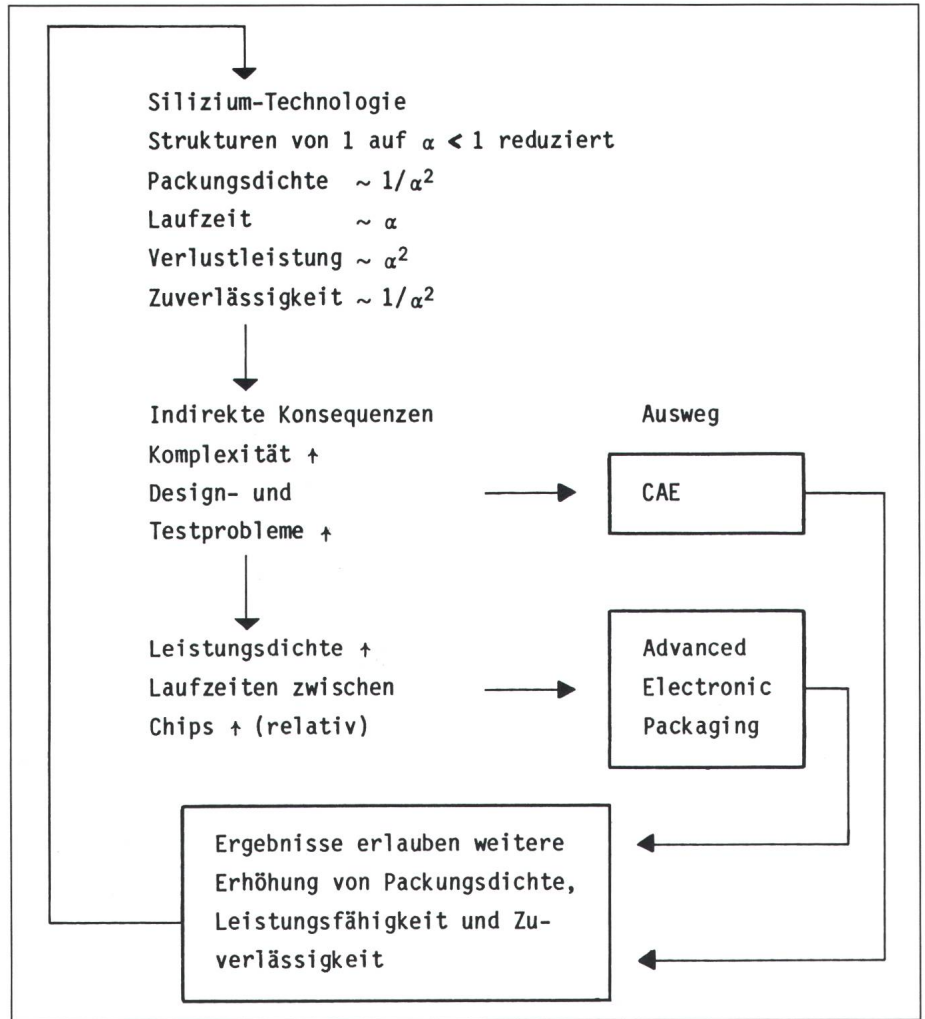 Silizium-Technologie
Strukturen von 1 auf α < 1 reduziert
Packungsdichte ~ 1/α²
Laufzeit ~ α
Verlustleistung ~ α²
Zuverlässigkeit ~ 1/α²
Indirekte Konsequenzen
Komplexität ↑
Design- und
Testprobleme ↑
Ausweg
CAE
Leistungsdichte ↑
Laufzeiten zwischen
Chips ↑ (relativ)
Advanced
Electronic
Packaging
Ergebnisse erlauben weitere
Erhöhung von Packungsdichte,
Leistungsfähigkeit und Zu-
verlässigkeit